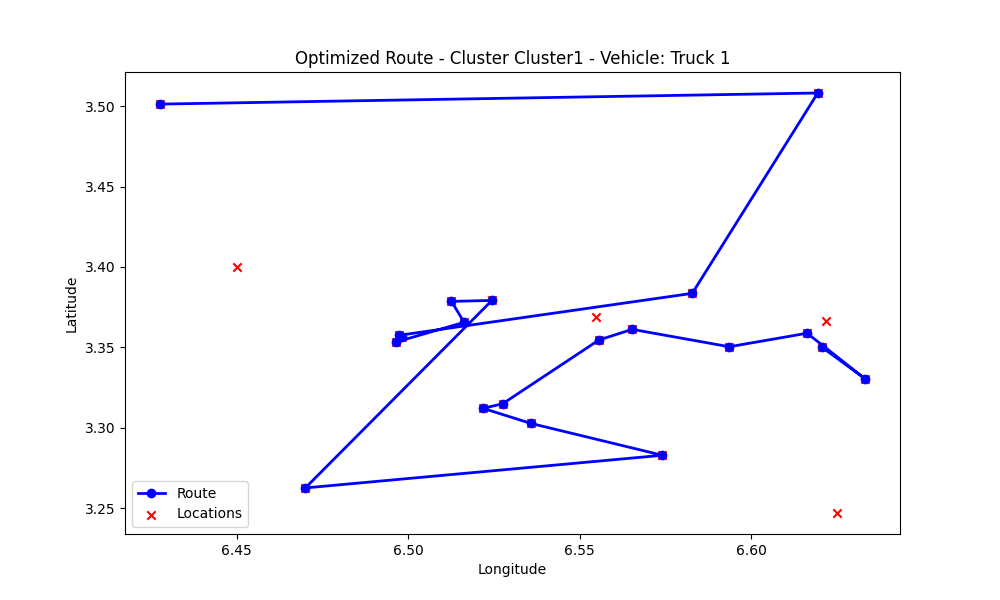 Optimized Route - Cluster Cluster1 - Vehicle: Truck 1
3.50
3.45
3.40
3.35
3.30
3.25
Latitude
Route
Locations
6.45 6.50 6.55 6.60
Longitude